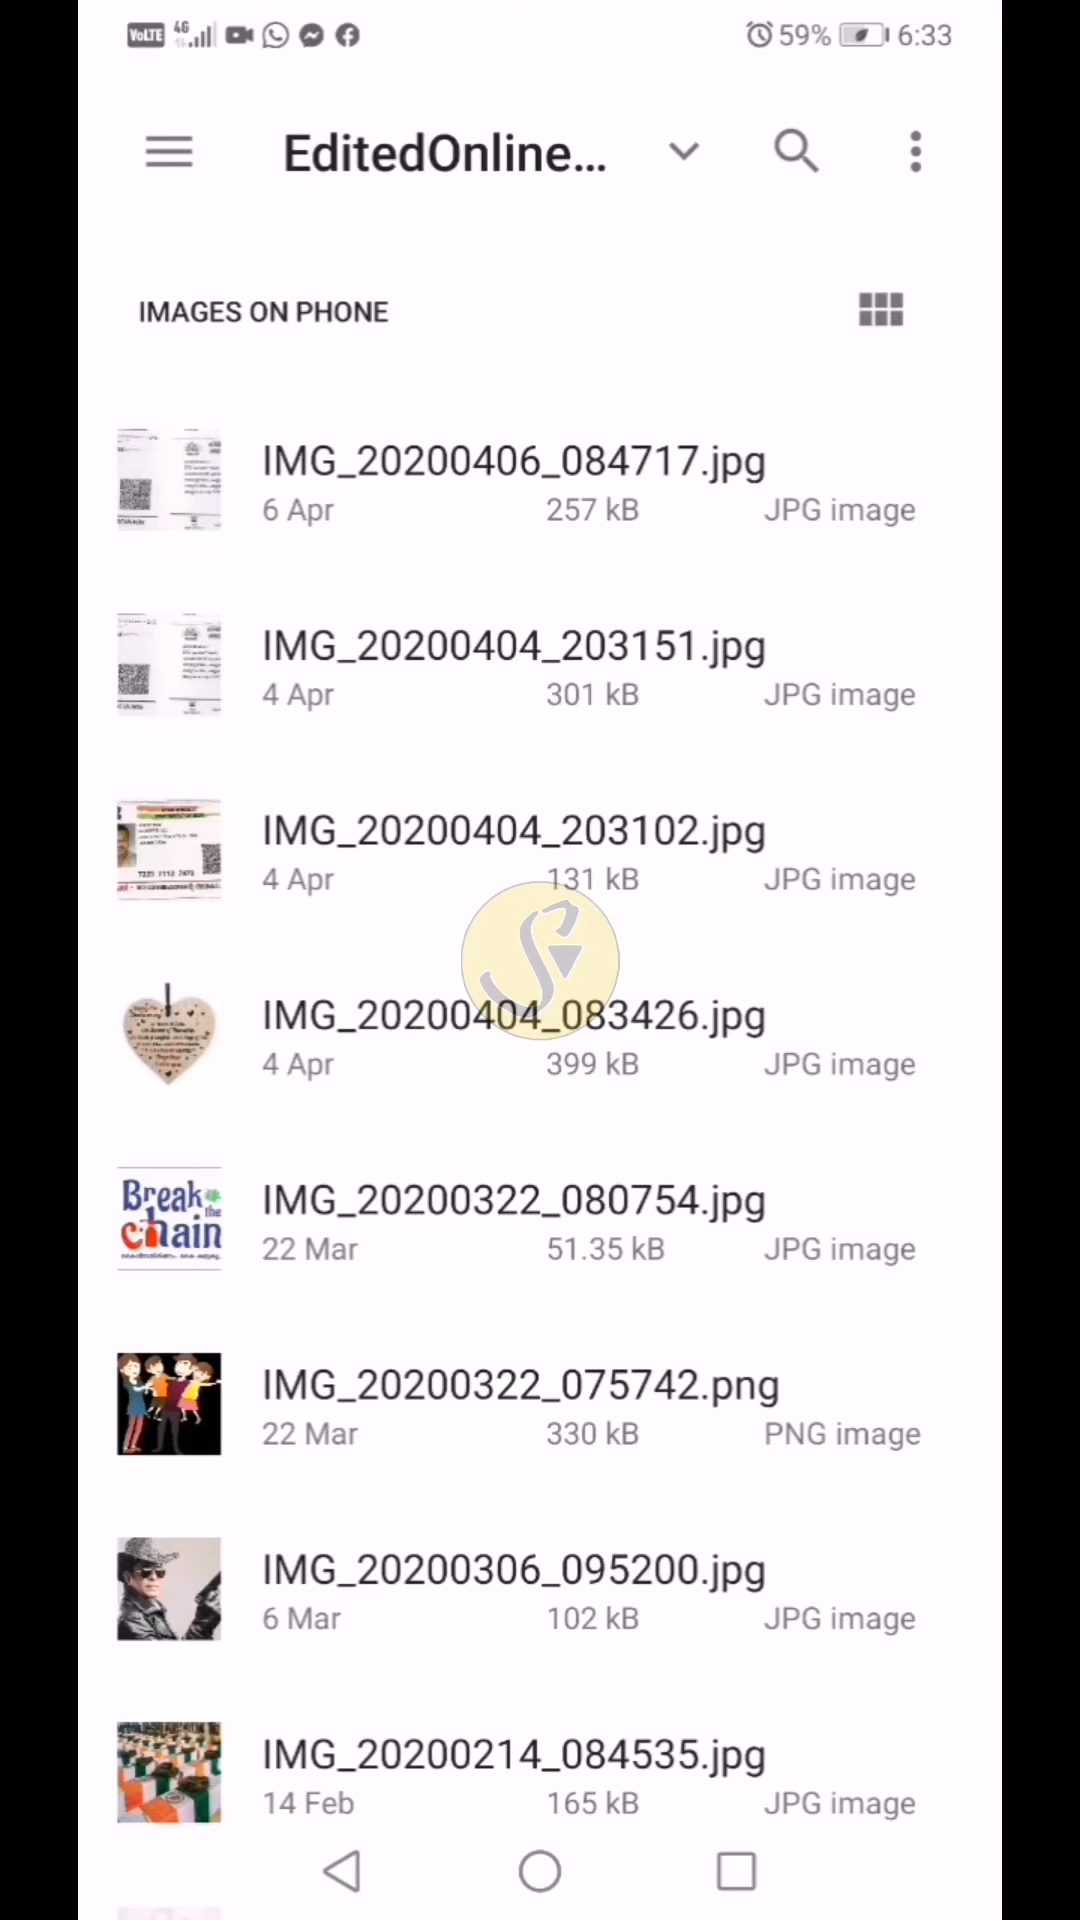 VoLTE 4G 59% 6:33
EditedOnline...
IMAGES ON PHONE
IMG_20200406_084717.jpg
6 Apr 257 kB JPG image
IMG_20200404_203151.jpg
4 Apr 301 kB JPG image
IMG_20200404_203102.jpg
4 Apr 131 kB JPG image
IMG_20200404_083426.jpg
4 Apr 399 kB JPG image
Break
the
chain
IMG_20200322_080754.jpg
22 Mar 51.35 kB JPG image
IMG_20200322_075742.png
22 Mar 330 kB PNG image
IMG_20200306_095200.jpg
6 Mar 102 kB JPG image
IMG_20200214_084535.jpg
14 Feb 165 kB JPG image